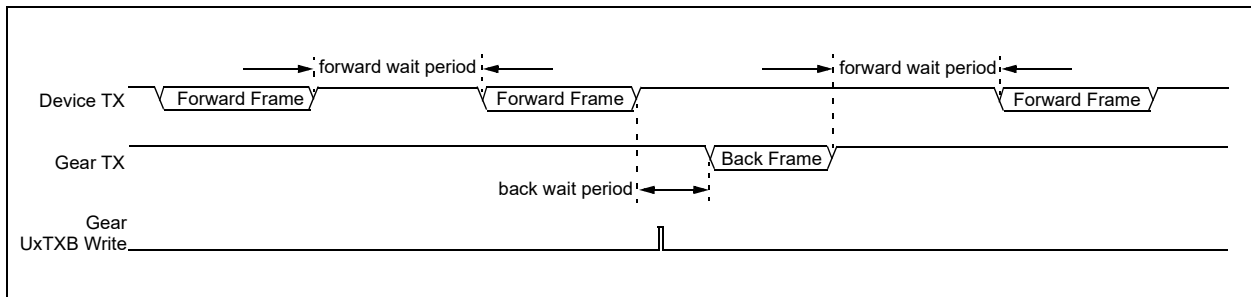 forward wait period
forward wait period
Device TX
Forward Frame
Forward Frame
Forward Frame
Gear TX
Back Frame
back wait period
Gear
UxTXB Write